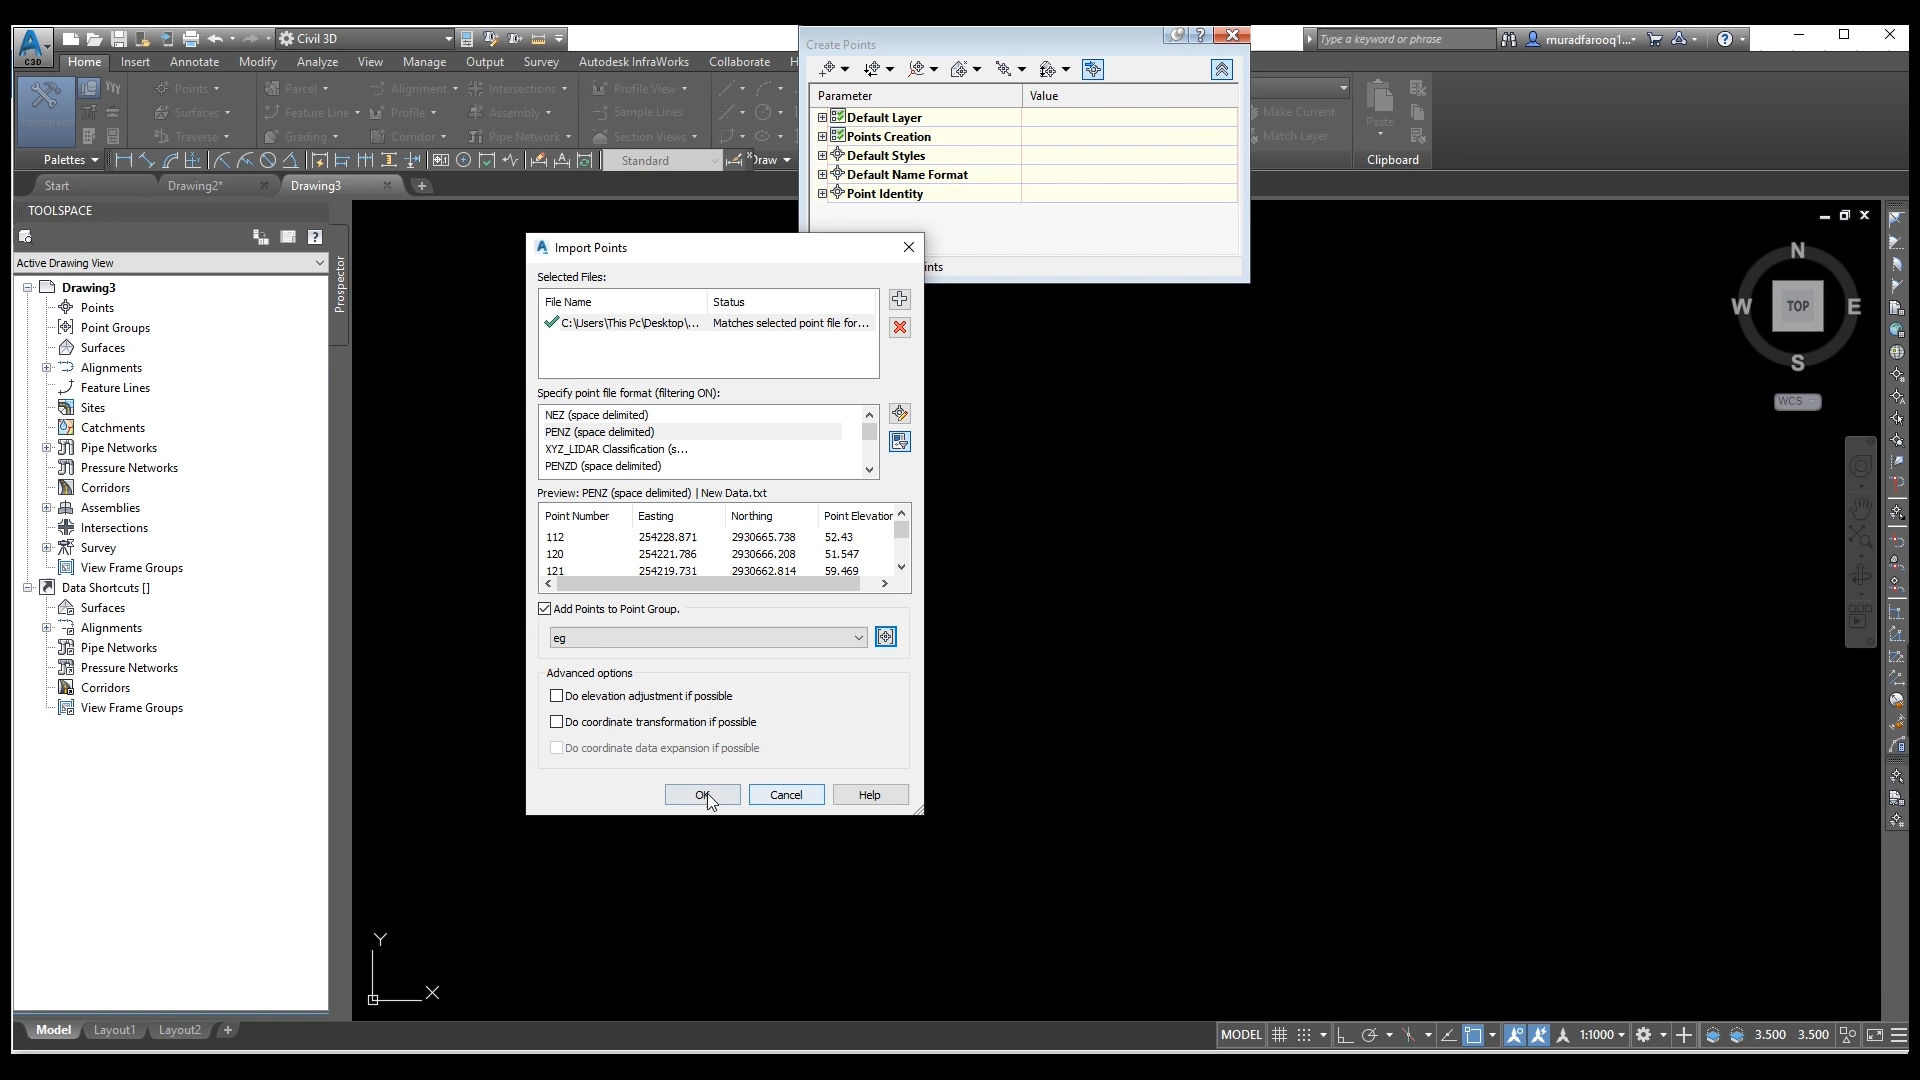 C3D
Civil 3D
Type a keyword or phrase
muradfarooq1...
Home
Insert
Annotate
Modify
Analyze
View
Manage
Output
Survey
Autodesk InfraWorks
Collaborate
H
Toolspace
Points
Surfaces
Traverse
Parcel
Feature Line
Grading
Alignment
Profile
Corridor
Intersections
Assembly
Pipe Network
Profile View
Sample Lines
Section Views
Make Current
Match Layer
Paste
Clipboard
Palettes
Standard
Draw
Start
Drawing2*
Drawing3
Create Points
Parameter
Value
Default Layer
Points Creation
Default Styles
Default Name Format
Point Identity
ints
TOOLSPACE
Active Drawing View
Prospector
Drawing3
Points
Point Groups
Surfaces
Alignments
Feature Lines
Sites
Catchments
Pipe Networks
Pressure Networks
Corridors
Assemblies
Intersections
Survey
View Frame Groups
Data Shortcuts []
Surfaces
Alignments
Pipe Networks
Pressure Networks
Corridors
View Frame Groups
Import Points
Selected Files:
File Name
Status
C:\Users\This Pc\Desktop\...
Matches selected point file for...
Specify point file format (filtering ON):
NEZ (space delimited)
PENZ (space delimited)
XYZ_LIDAR Classification (s...
PENZD (space delimited)
Preview: PENZ (space delimited) | New Data.txt
Point Number Easting Northing Point Elevation
112 254228.871 2930665.738 52.43
120 254221.786 2930666.208 51.547
121 254219.731 2930662.814 59.469
Add Points to Point Group.
eg
Advanced options
Do elevation adjustment if possible
Do coordinate transformation if possible
Do coordinate data expansion if possible
OK
Cancel
Help
N
W
TOP
E
S
WCS
Y
X
Model
Layout1
Layout2
MODEL
1:1000
3.500
3.500